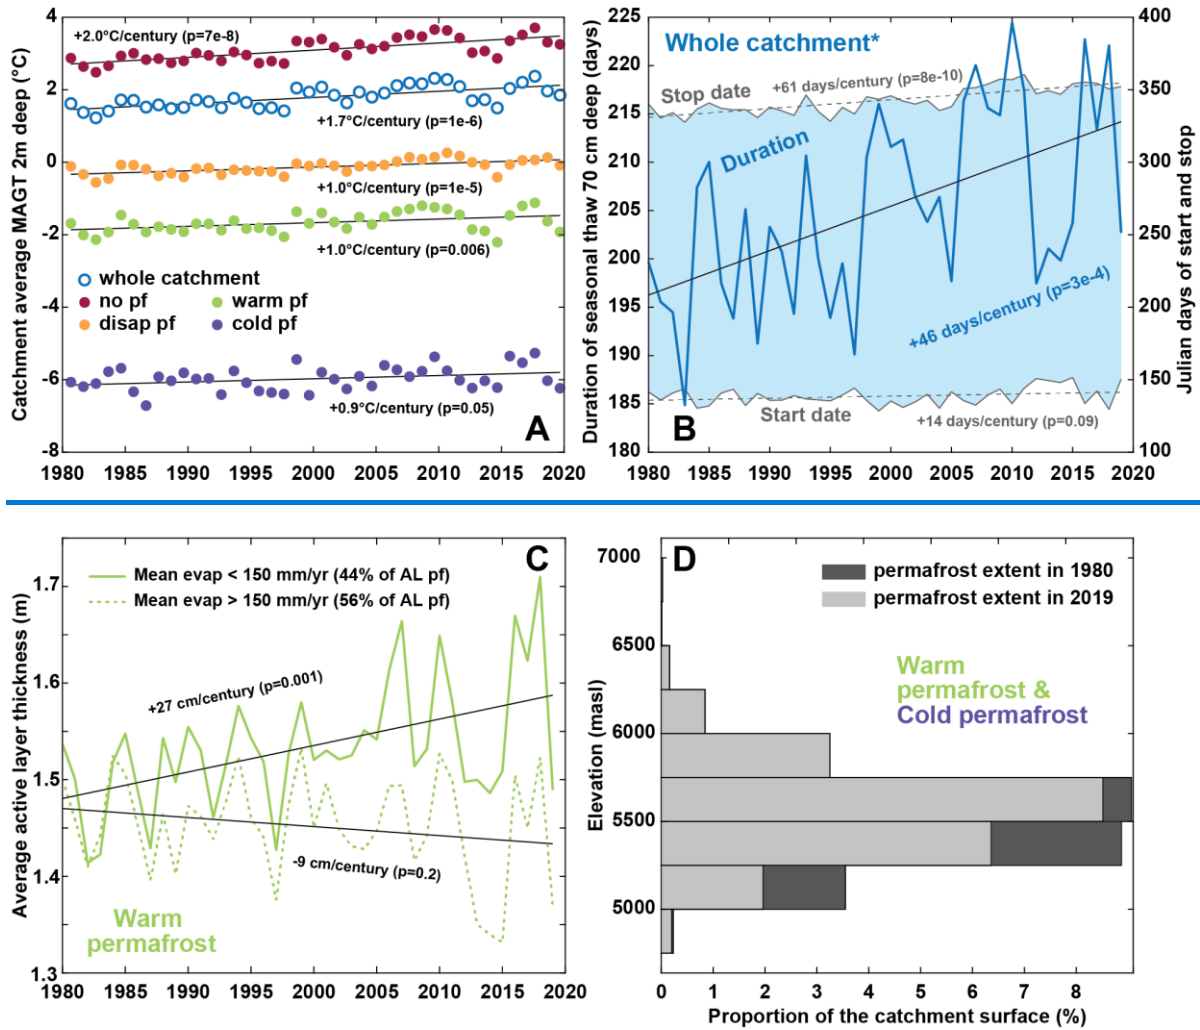 Catchment average MAGT 2m deep (°C)
4
2
0
-2
-4
-6
-8
+2.0°C/century (p=7e-8)
+1.7°C/century (p=1e-6)
+1.0°C/century (p=1e-5)
+1.0°C/century (p=0.006)
whole catchment
no pf
warm pf
disap pf
cold pf
+0.9°C/century (p=0.05)
A
1980 1985 1990 1995 2000 2005 2010 2015 2020
Duration of seasonal thaw 70 cm deep (days)
225
220
215
210
205
200
195
190
185
180
Whole catchment*
Stop date
+61 days/century (p=8e-10)
Duration
+46 days/century (p=3e-4)
Start date
+14 days/century (p=0.09)
B
400
350
300
250
200
150
100
Julian days of start and stop
1980 1985 1990 1995 2000 2005 2010 2015 2020
Average active layer thickness (m)
1.7
1.6
1.5
1.4
1.3
C
Mean evap < 150 mm/yr (44% of AL pf)
Mean evap > 150 mm/yr (56% of AL pf)
+27 cm/century (p=0.001)
-9 cm/century (p=0.2)
Warm
permafrost
1980 1985 1990 1995 2000 2005 2010 2015 2020
Elevation (masl)
7000
6500
6000
5500
5000
D
permafrost extent in 1980
permafrost extent in 2019
Warm
permafrost &
Cold permafrost
0 1 2 3 4 5 6 7 8
Proportion of the catchment surface (%)